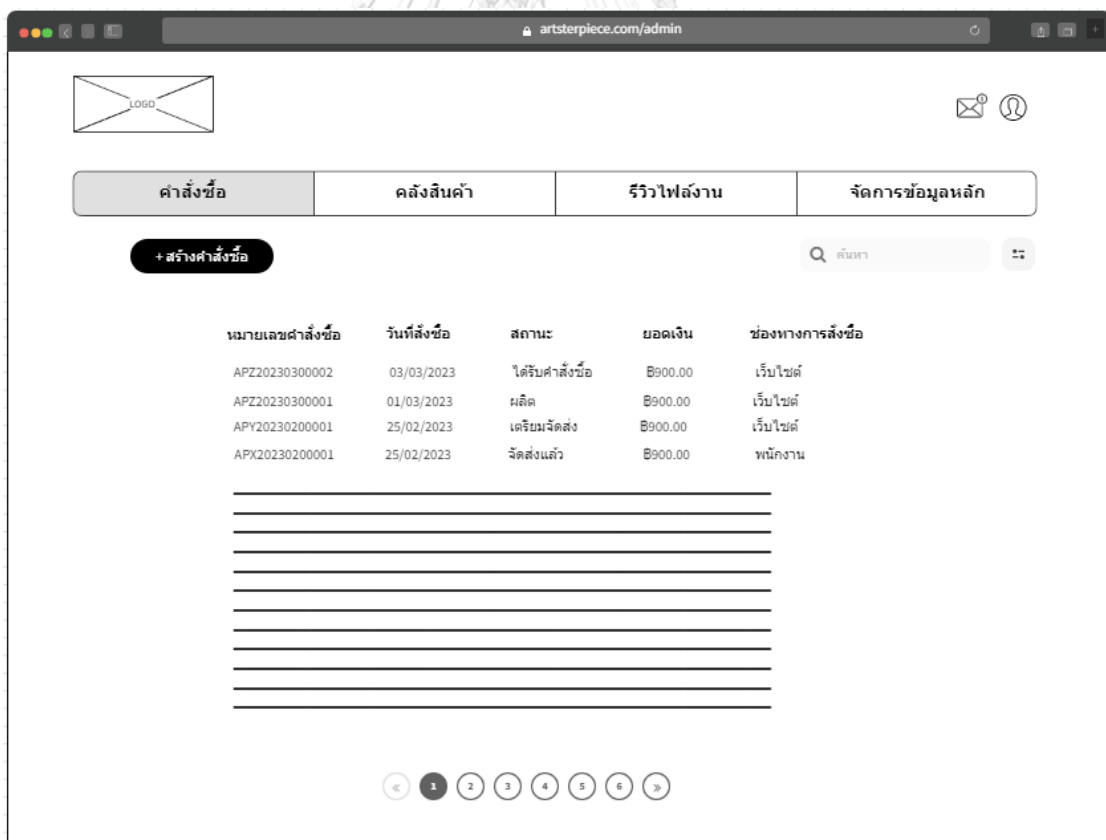 artsterpiece.com/admin
LOGO
1
คำสั่งซื้อ คลังสินค้า รีวิวไฟล์งาน จัดการข้อมูลหลัก
+สร้างคำสั่งซื้อ ค้นหา
หมายเลขคำสั่งซื้อ วันที่สั่งซื้อ สถานะ ยอดเงิน ช่องทางการสั่งซื้อ
APZ20230300002 03/03/2023 ได้รับคำสั่งซื้อ ฿900.00 เว็บไซต์
APZ20230300001 01/03/2023 ผลิต ฿900.00 เว็บไซต์
APY20230200001 25/02/2023 เตรียมจัดส่ง ฿900.00 เว็บไซต์
APX20230200001 25/02/2023 จัดส่งแล้ว ฿900.00 พนักงาน
« 1 2 3 4 5 6 »